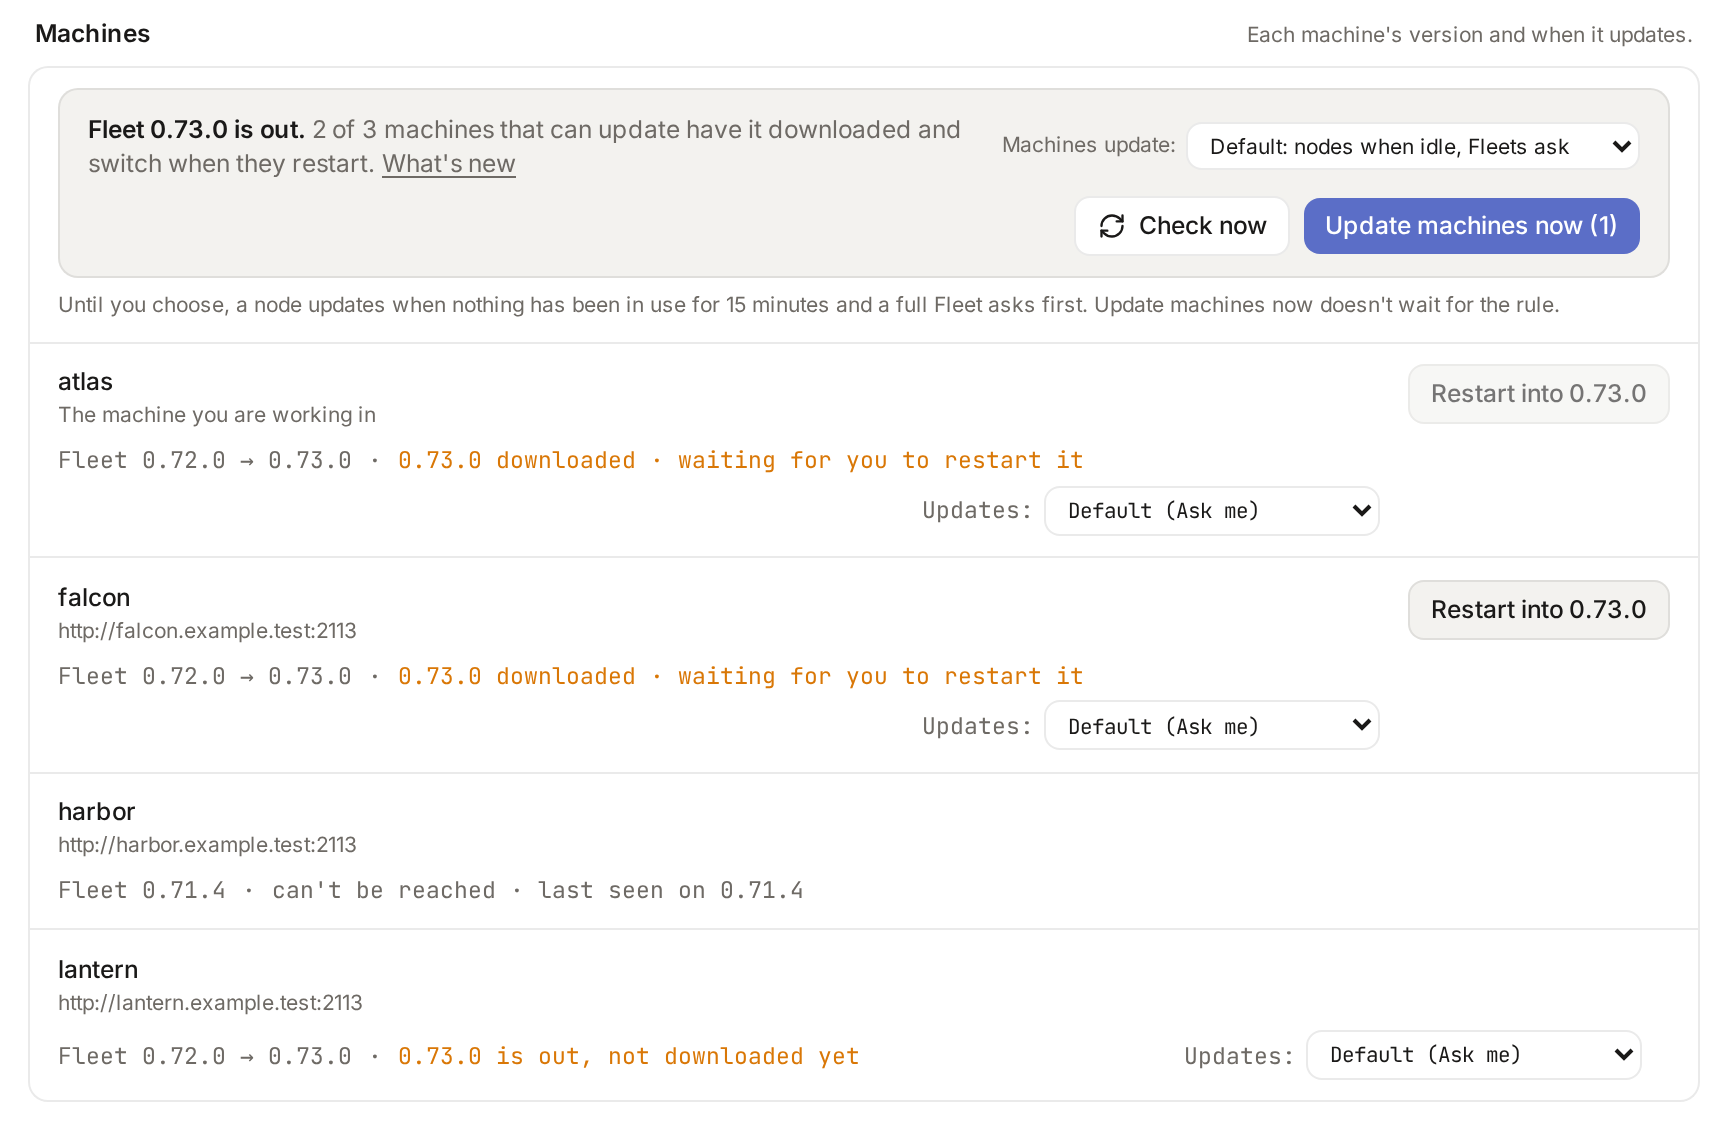 Machines
Each machine's version and when it updates.
Fleet 0.73.0 is out. 2 of 3 machines that can update have it downloaded and
switch when they restart. What's new
Machines update: Default: nodes when idle, Fleets ask
Check now
Update machines now (1)
Until you choose, a node updates when nothing has been in use for 15 minutes and a full Fleet asks first. Update machines now doesn't wait for the rule.
atlas
The machine you are working in
Restart into 0.73.0
Fleet 0.72.0 → 0.73.0 · 0.73.0 downloaded · waiting for you to restart it
Updates: Default (Ask me)
falcon
http://falcon.example.test:2113
Restart into 0.73.0
Fleet 0.72.0 → 0.73.0 · 0.73.0 downloaded · waiting for you to restart it
Updates: Default (Ask me)
harbor
http://harbor.example.test:2113
Fleet 0.71.4 · can't be reached · last seen on 0.71.4
lantern
http://lantern.example.test:2113
Fleet 0.72.0 → 0.73.0 · 0.73.0 is out, not downloaded yet
Updates: Default (Ask me)